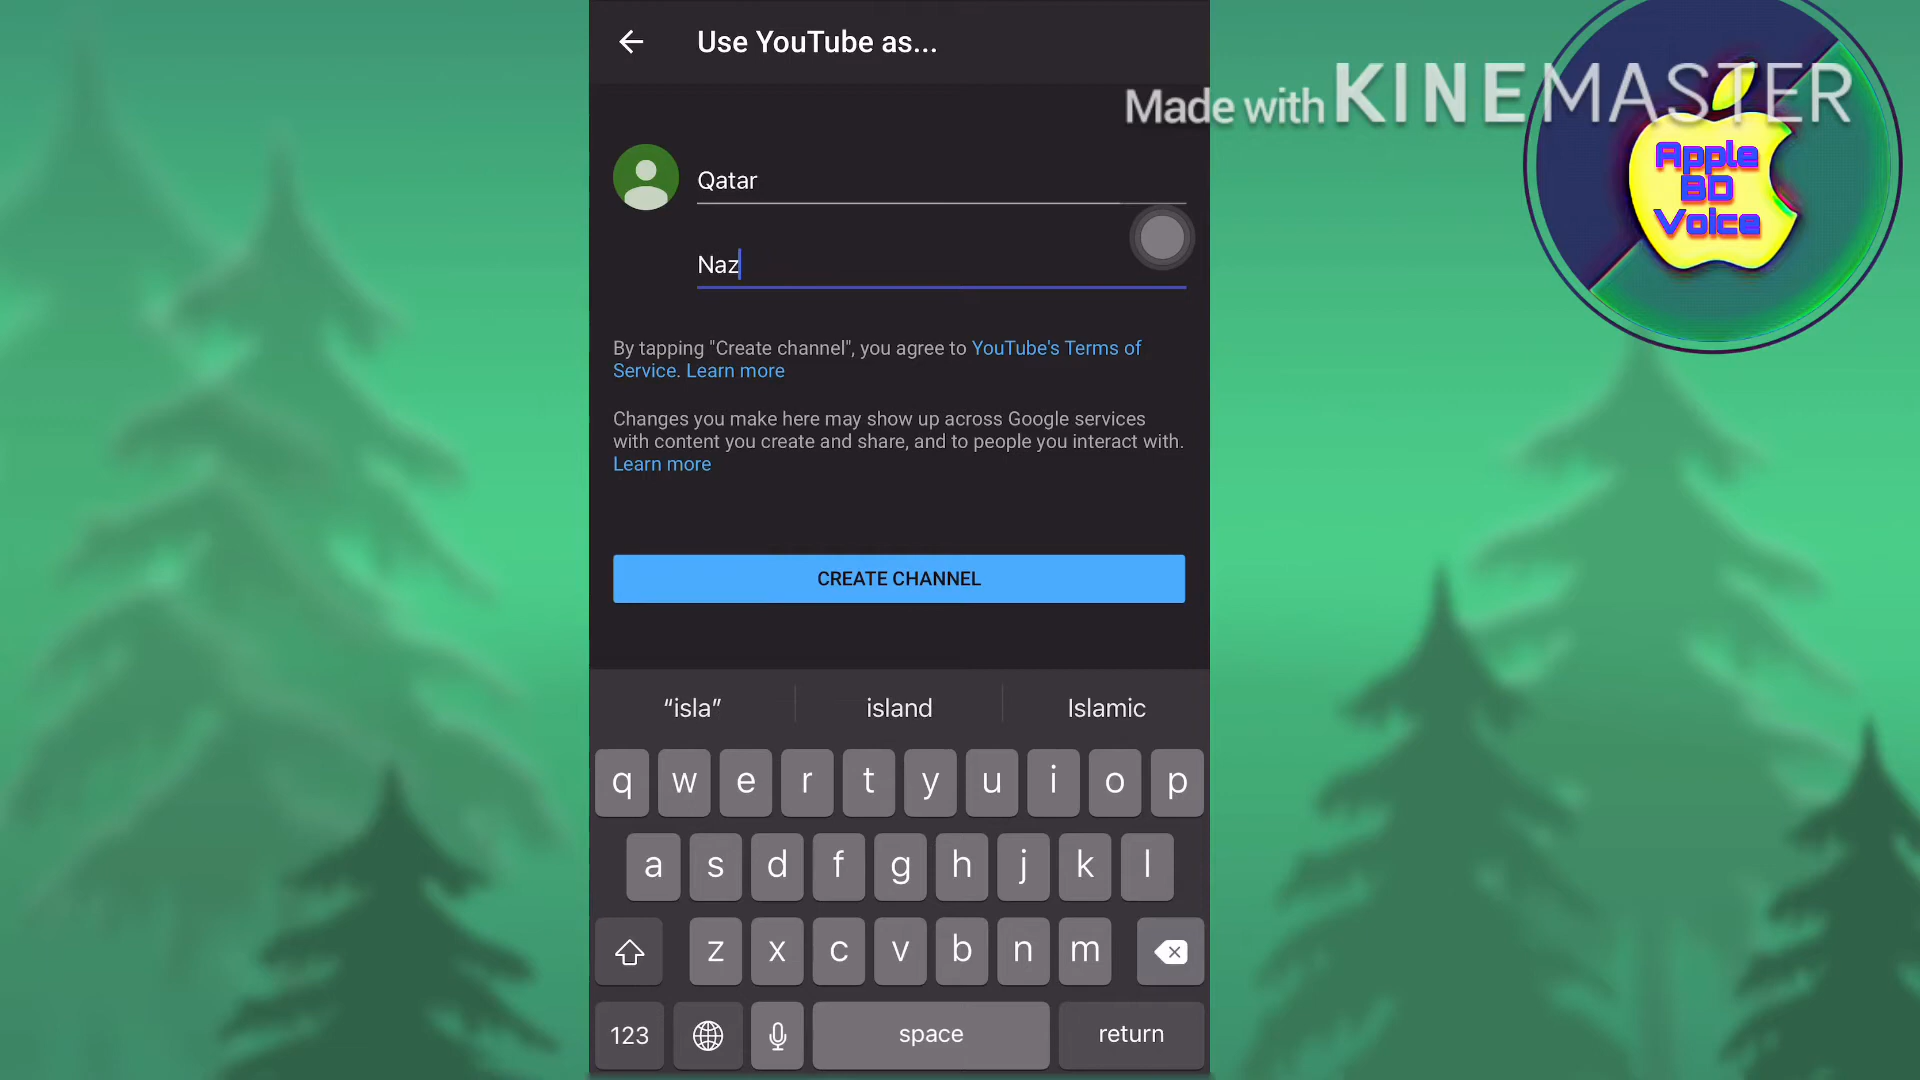 Use YouTube as...
Made with KINEMASTER
Apple
BD
Voice
Qatar
Naz
By tapping "Create channel", you agree to YouTube's Terms of
Service. Learn more
Changes you make here may show up across Google services
with content you create and share, and to people you interact with.
Learn more
CREATE CHANNEL
“isla” island Islamic
q w e r t y u i o p
a s d f g h j k l
z x c v b n m
123 space return